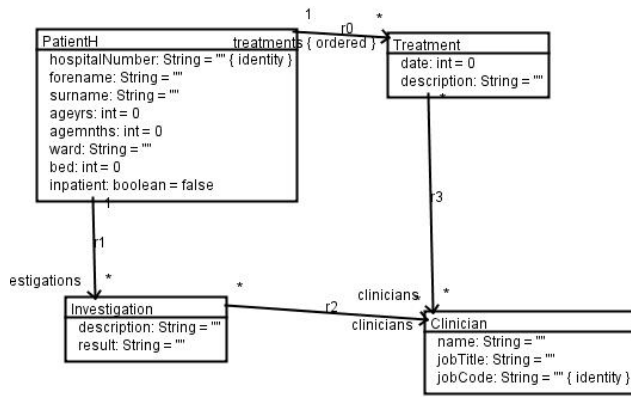 1
r0
*
PatientH
treatments { ordered }
Treatment
hospitalNumber: String = "" { identity }
forename: String = ""
surname: String = ""
ageyrs: int = 0
agemnths: int = 0
ward: String = ""
bed: int = 0
inpatient: boolean = false
date: int = 0
description: String = ""
*
1
r1
r3
estigations
*
*
r2
clinicians
*
*
clinicians
Investigation
description: String = ""
result: String = ""
Clinician
name: String = ""
jobTitle: String = ""
jobCode: String = "" { identity }